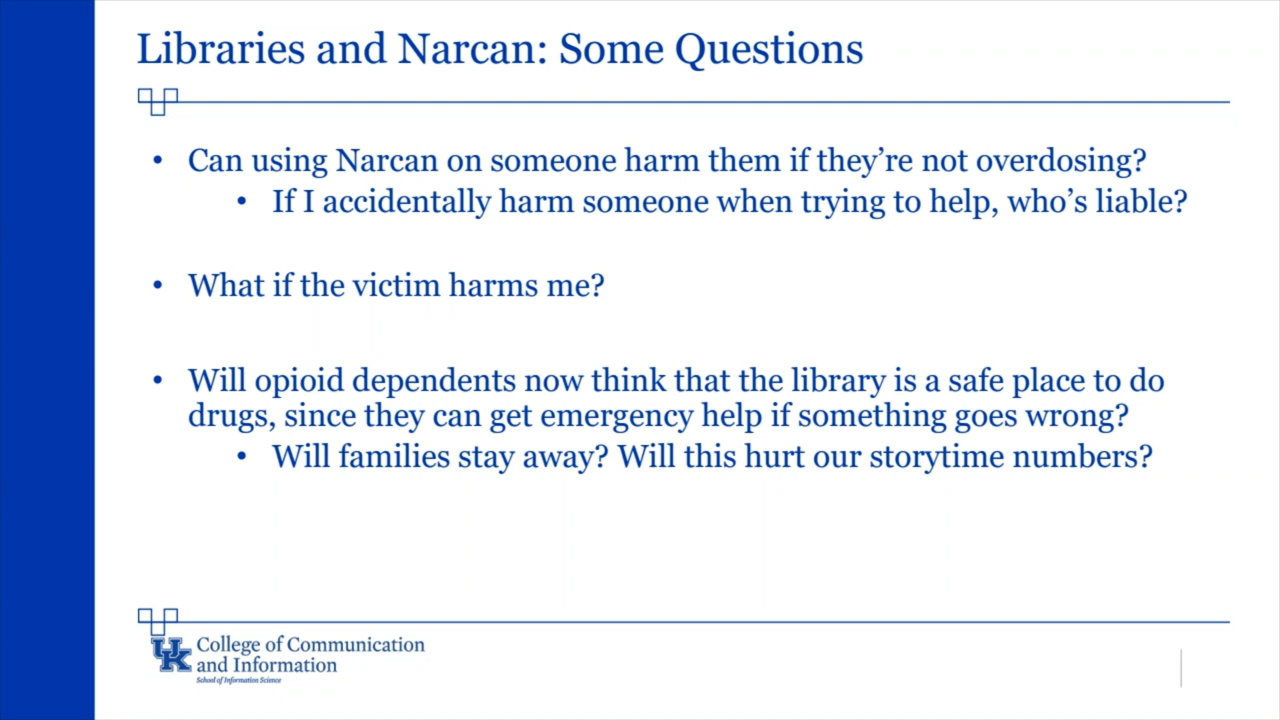 Libraries and Narcan: Some Questions
• Can using Narcan on someone harm them if they’re not overdosing?
• If I accidentally harm someone when trying to help, who’s liable?
• What if the victim harms me?
• Will opioid dependents now think that the library is a safe place to do
drugs, since they can get emergency help if something goes wrong?
• Will families stay away? Will this hurt our storytime numbers?
UK
College of Communication
and Information
School of Information Science